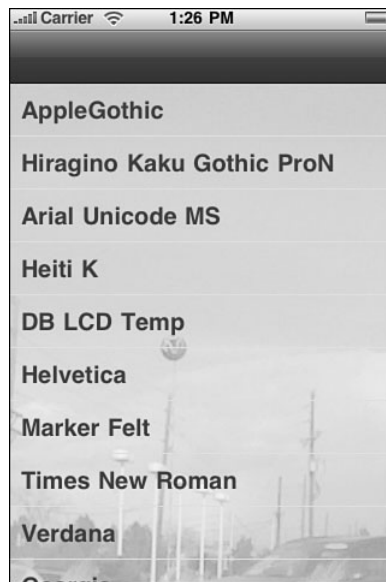 Carrier 1:26 PM
AppleGothic
Hiragino Kaku Gothic ProN
Arial Unicode MS
Heiti K
DB LCD Temp
Helvetica
Marker Felt
Times New Roman
Verdana
Georgia